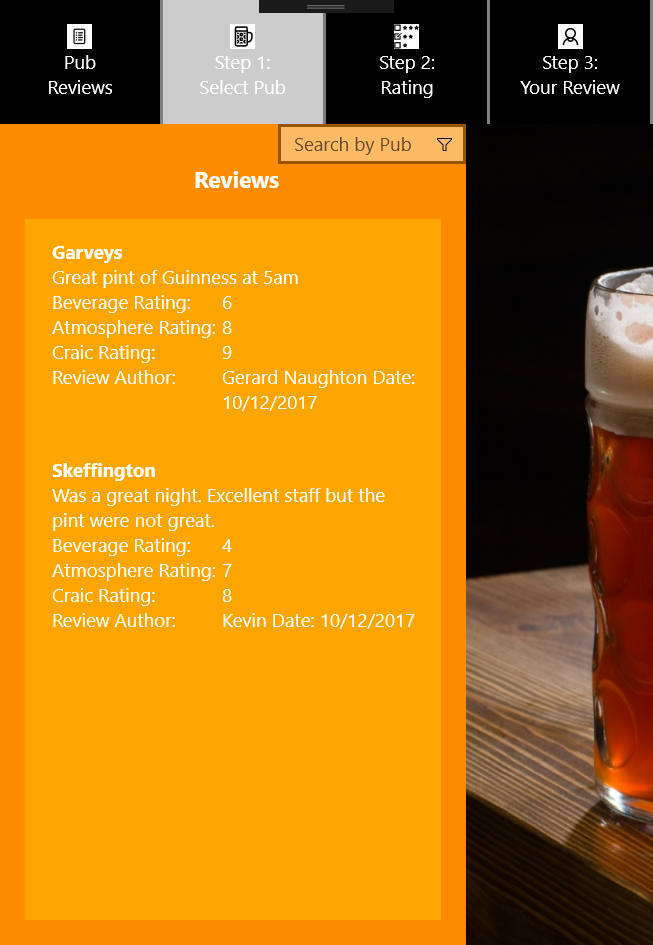 Pub
Reviews
Step 1:
Select Pub
Step 2:
Rating
Step 3:
Your Review
Search by Pub
Reviews
Garveys
Great pint of Guinness at 5am
Beverage Rating: 6
Atmosphere Rating: 8
Craic Rating: 9
Review Author: Gerard Naughton Date:
10/12/2017
Skeffington
Was a great night. Excellent staff but the
pint were not great.
Beverage Rating: 4
Atmosphere Rating: 7
Craic Rating: 8
Review Author: Kevin Date: 10/12/2017